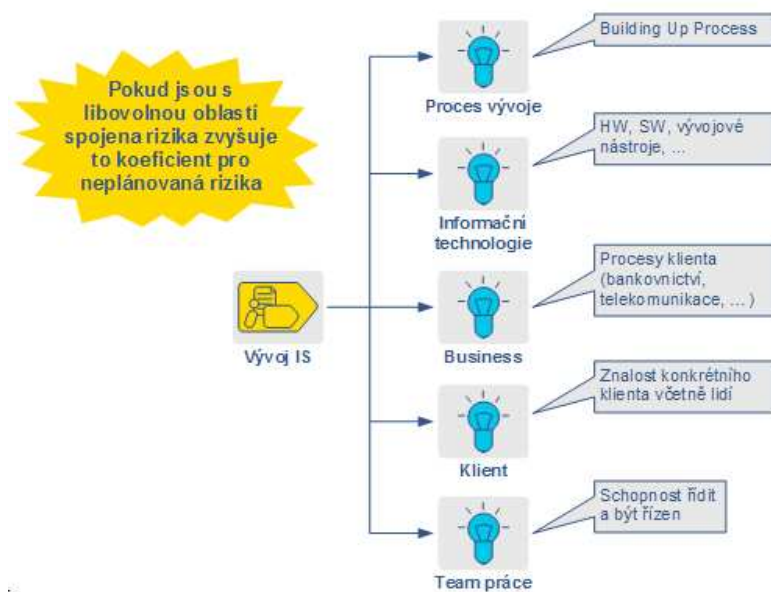 Pokud jsou s
libovolnou oblastí
spojena rizika zvyšuje
to koeficient pro
neplánovaná rizika
Vývoj IS
Proces vývoje
Building Up Process
Informační
technologie
HW, SW, vývojové
nástroje, ...
Business
Procesy klienta
(bankovnictví,
telekomunikace, ... )
Klient
Znalost konkrétního
klienta včetně lidí
Team práce
Schopnost řídit
a být řízen